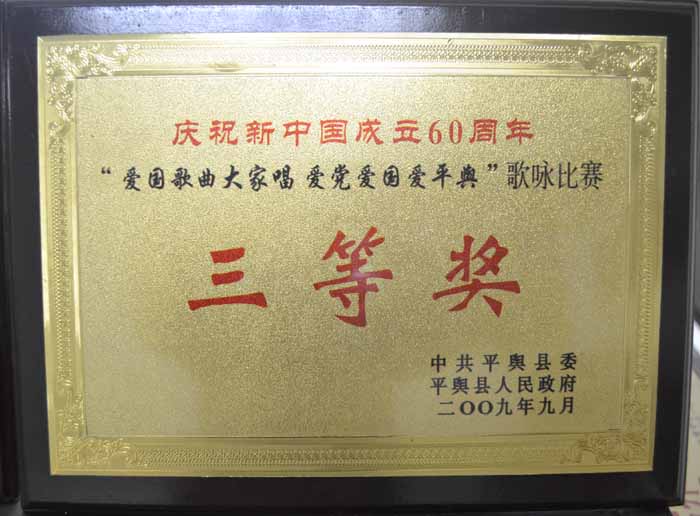 庆祝新中国成立60周年
“爱国歌曲大家唱 爱党爱国爱平舆”歌咏比赛
三等奖
中共平舆县委
平舆县人民政府
二〇〇九年九月